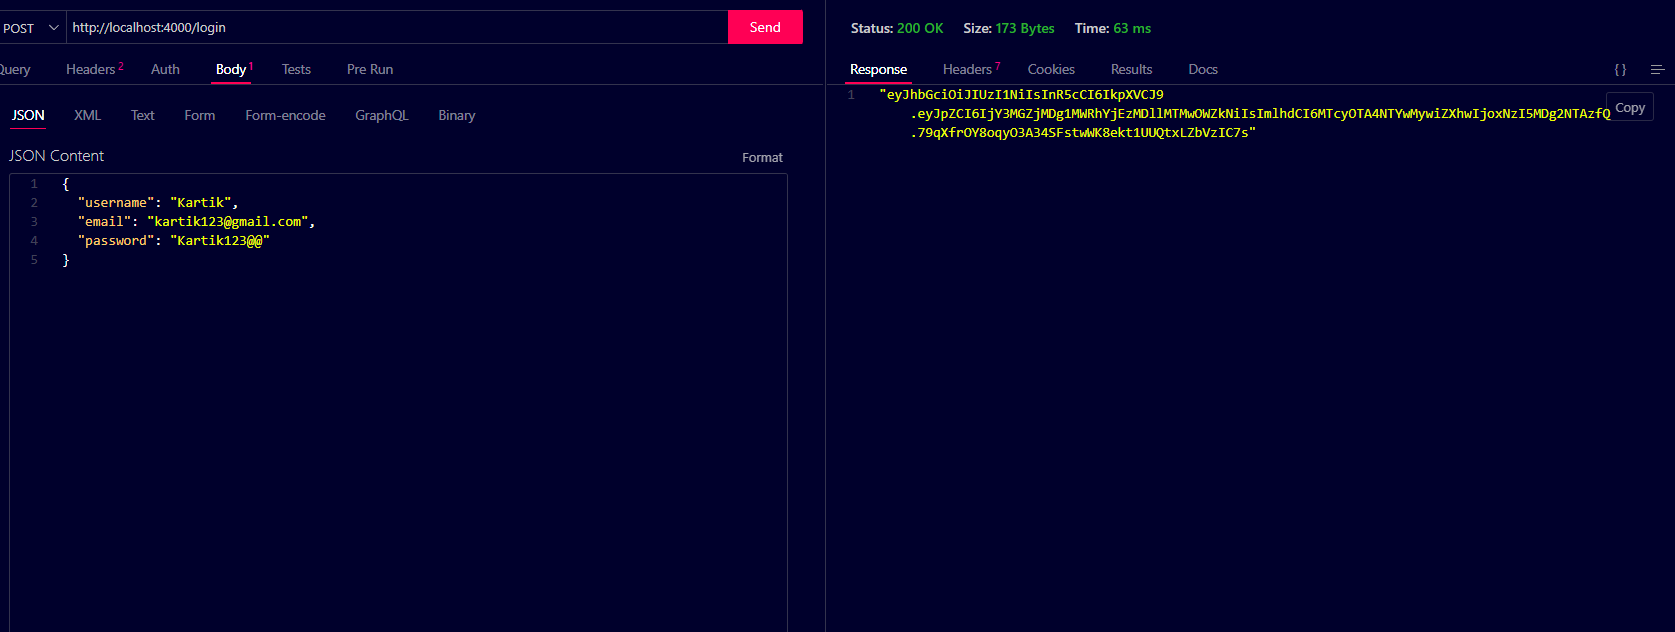 POST http://localhost:4000/login Send
Query Headers 2 Auth Body 1 Tests Pre Run
JSON XML Text Form Form-encode GraphQL Binary
JSON Content Format
1 {
2 "username": "Kartik",
3 "email": "kartik123@gmail.com",
4 "password": "Kartik123@@"
5 }
Status: 200 OK Size: 173 Bytes Time: 63 ms
Response Headers 7 Cookies Results Docs {}
1 "eyJhbGciOiJIUzI1NiIsInR5cCI6IkpXVCJ9
.eyJpZCI6IjY3MGZjMDg1MWRhYjEzMDllMTMwOWZkNiIsImlhdCI6MTcyOTA4NTYwMywiZXhwIjoxNzI5MDg2NTAzfQ
.79qXfrOY8oqyO3A34SFstwWK8ekt1UUQtxLZbVzIC7s"
Copy